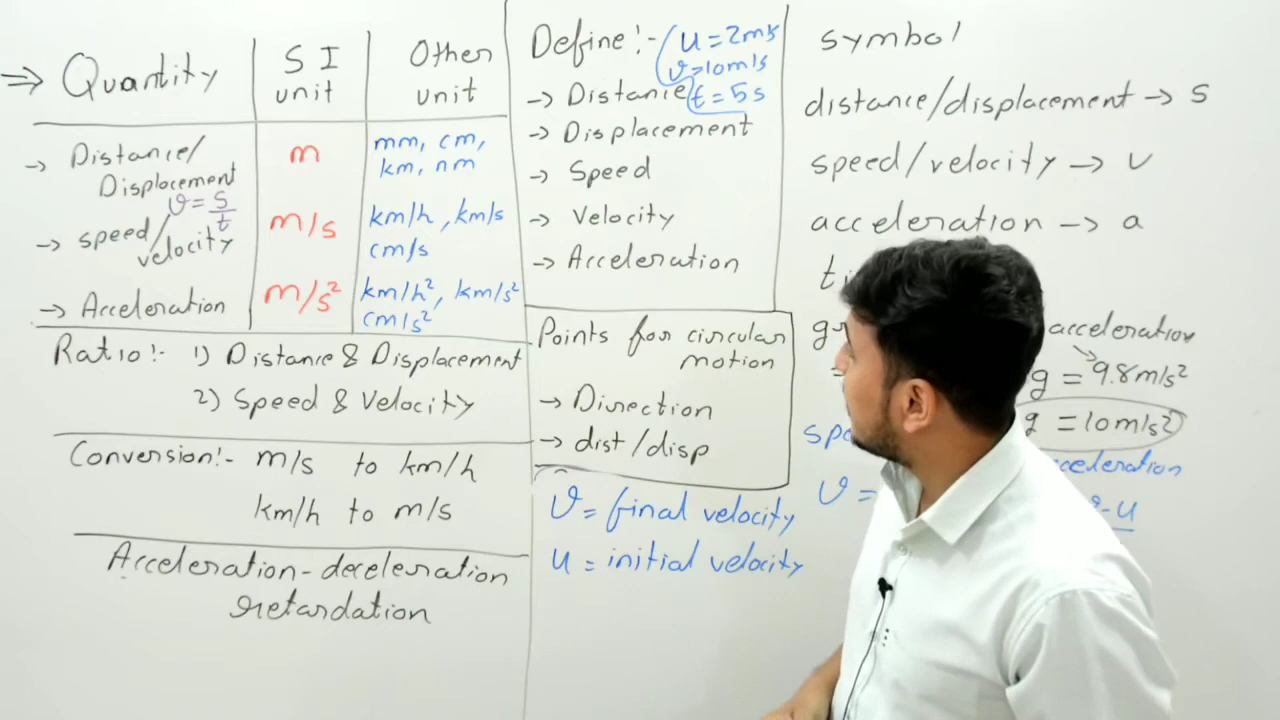 ⇒ Quantity
SI unit
Other unit
→ Distance/
Displacement
m
mm, cm,
km, nm
v = s/t
→ speed/
velocity
m/s
km/h, km/s
cm/s
→ Acceleration
m/s²
km/h², km/s²
cm/s²
Ratio:- 1) Distance & Displacement
2) Speed & Velocity
Conversion:- m/s to km/h
km/h to m/s
Acceleration-deceleration
retardation
Define:-
u = 2m/s
v = 10m/s
t = 5s
→ Distance
→ Displacement
→ Speed
→ Velocity
→ Acceleration
Points for circular
motion
→ Direction
→ dist/disp
v = final velocity
u = initial velocity
symbol
distance/displacement → s
speed/velocity → v
acceleration → a
acceleration
g = 9.8m/s²
g = 10m/s²
v =
- u